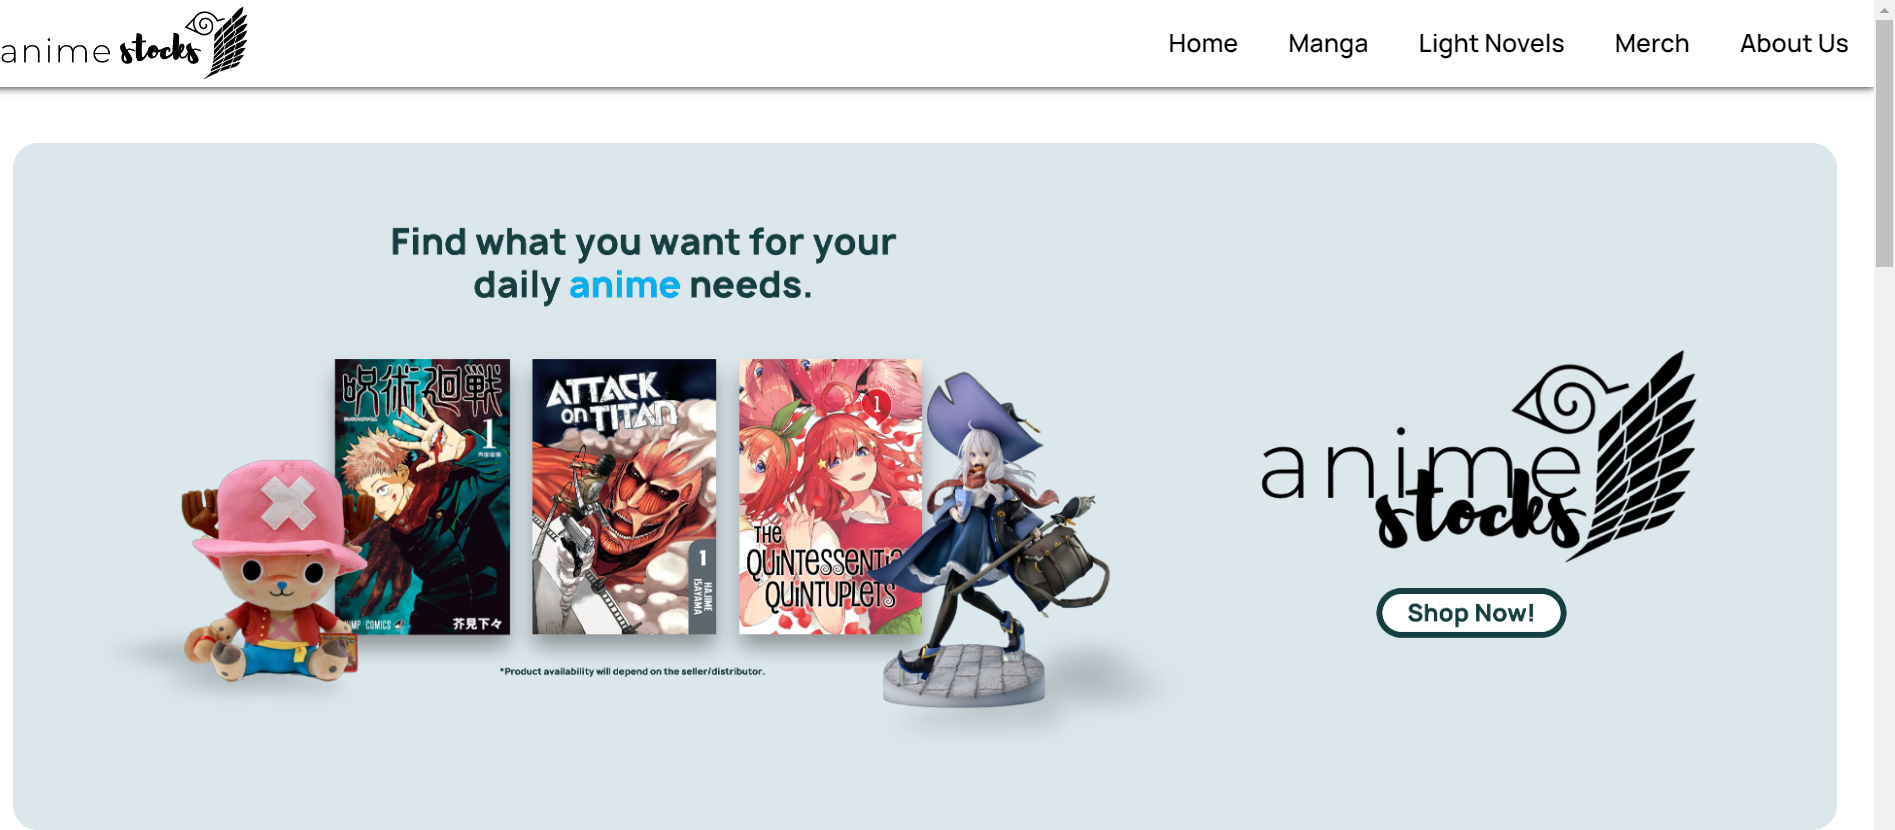 anime stocks
Home Manga Light Novels Merch About Us
Find what you want for your
daily anime needs.
呪術廻戦
1
芥見下々
JUMP COMICS
ATTACK
on TITAN
1
HAJIME
ISAYAMA
1
THE
QUINTESSENTIA
QUINTUPLETS
*Product availability will depend on the seller/distributor.
anime
stocks
Shop Now!